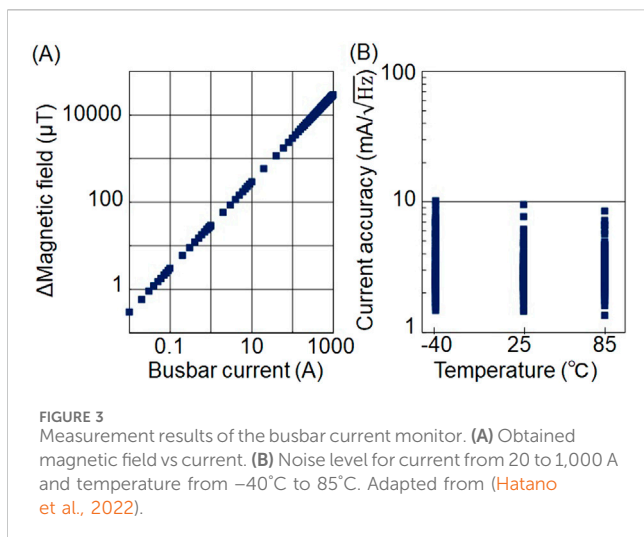 (A)
ΔMagnetic field (µT)
10000
100
1
0.1
10
1000
Busbar current (A)
(B)
Current accuracy (mA/√Hz)
100
10
1
-40
25
85
Temperature (℃)
FIGURE 3
Measurement results of the busbar current monitor. (A) Obtained
magnetic field vs current. (B) Noise level for current from 20 to 1,000 A
and temperature from −40˚C to 85˚C. Adapted from (Hatano
et al., 2022).